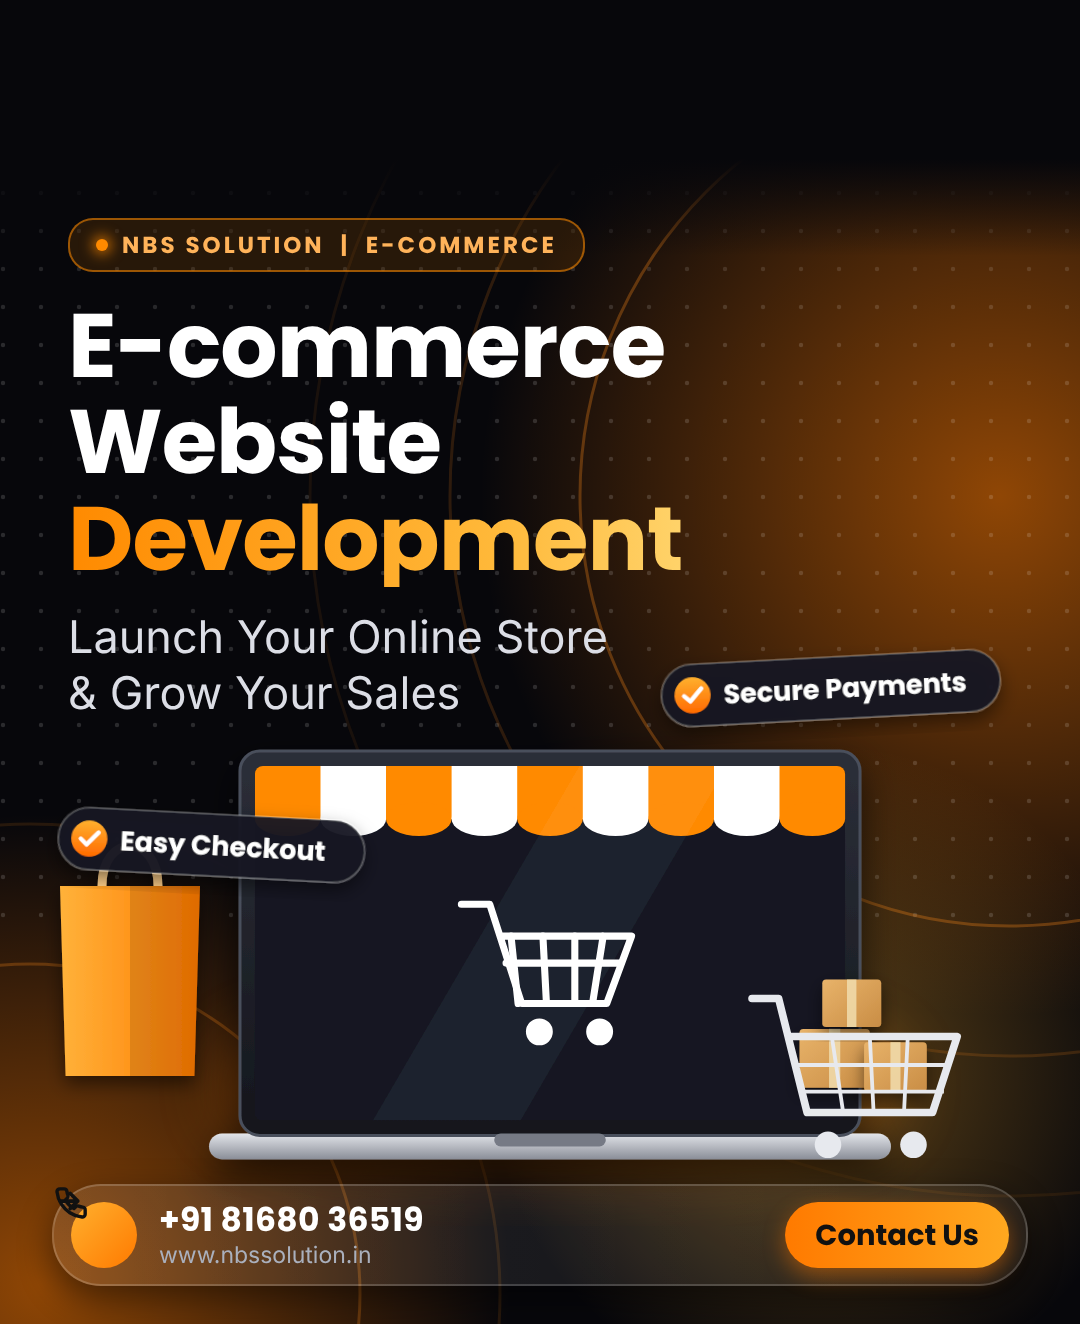 NBS SOLUTION | E-COMMERCE
E-commerce
Website
Development
Launch Your Online Store
& Grow Your Sales
Secure Payments
Easy Checkout
+91 81680 36519
www.nbssolution.in
Contact Us